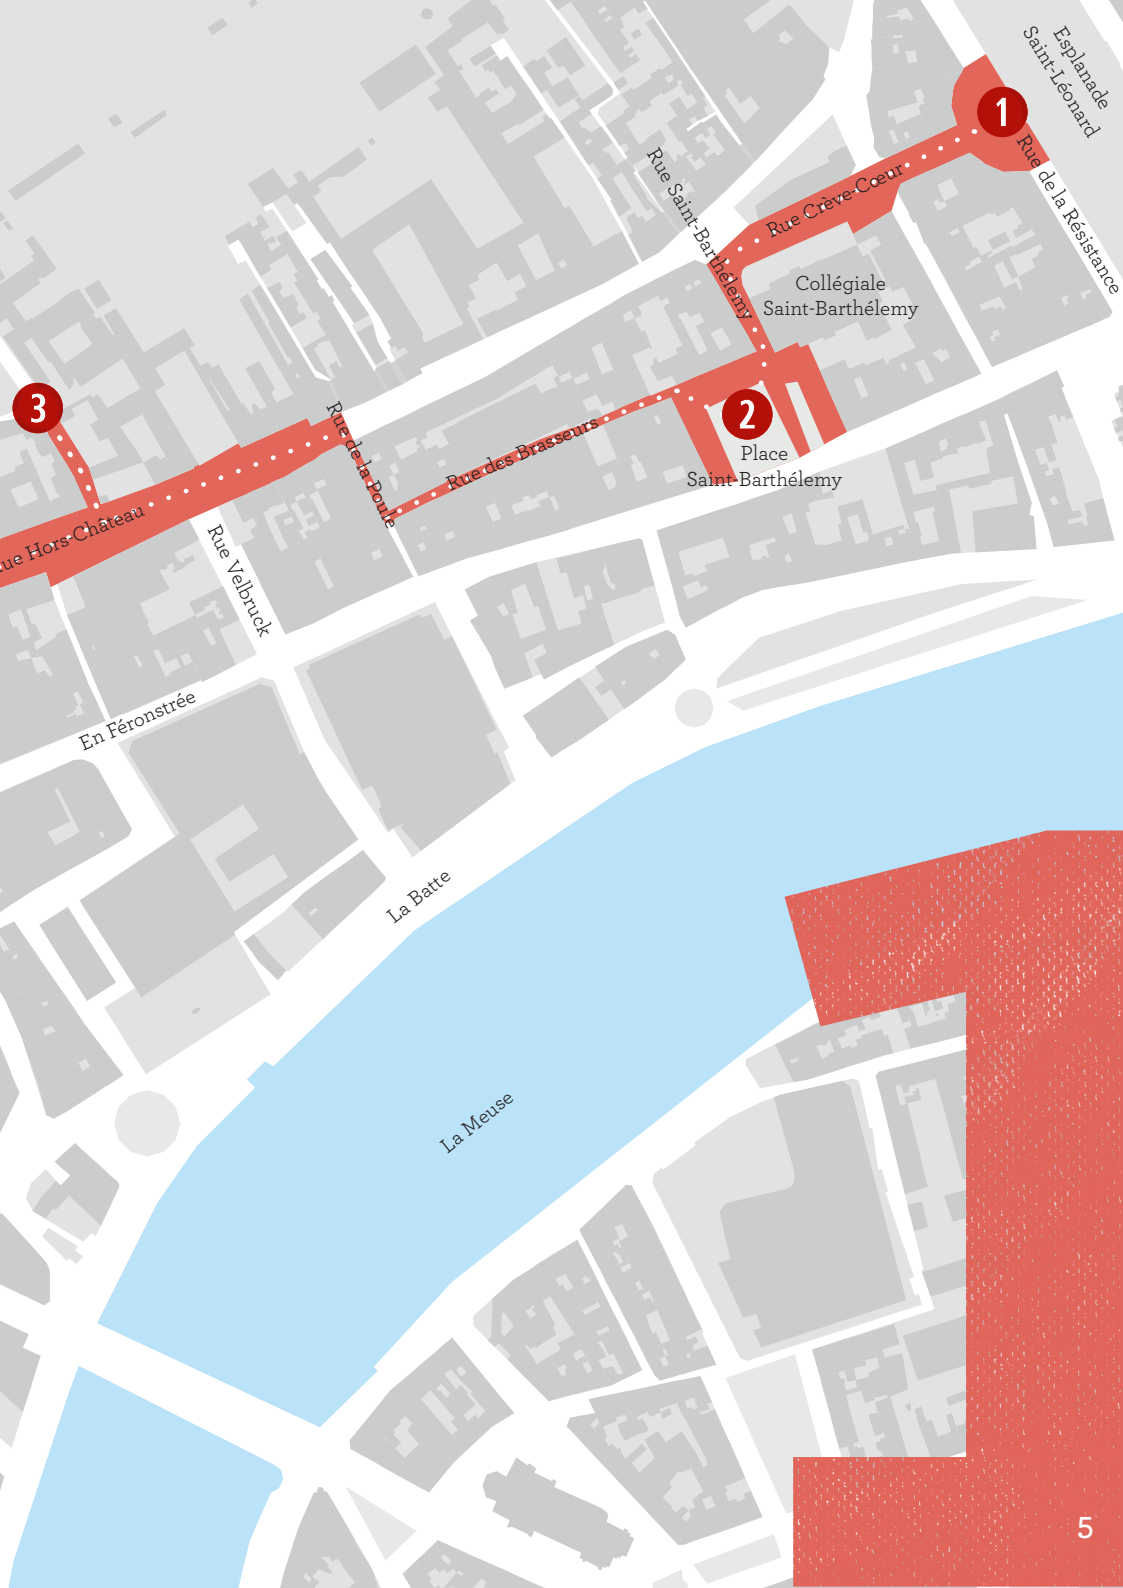 Esplanade
Saint-Léonard
1
Rue de la Résistance
Rue Saint-Barthélemy
Rue Crève-Cœur
Collégiale
Saint-Barthélemy
3
2
Place
Saint-Barthélemy
Rue de la Poule
Rue des Brasseurs
ue Hors-Château
Rue Velbruck
En Féronstrée
La Batte
La Meuse
5